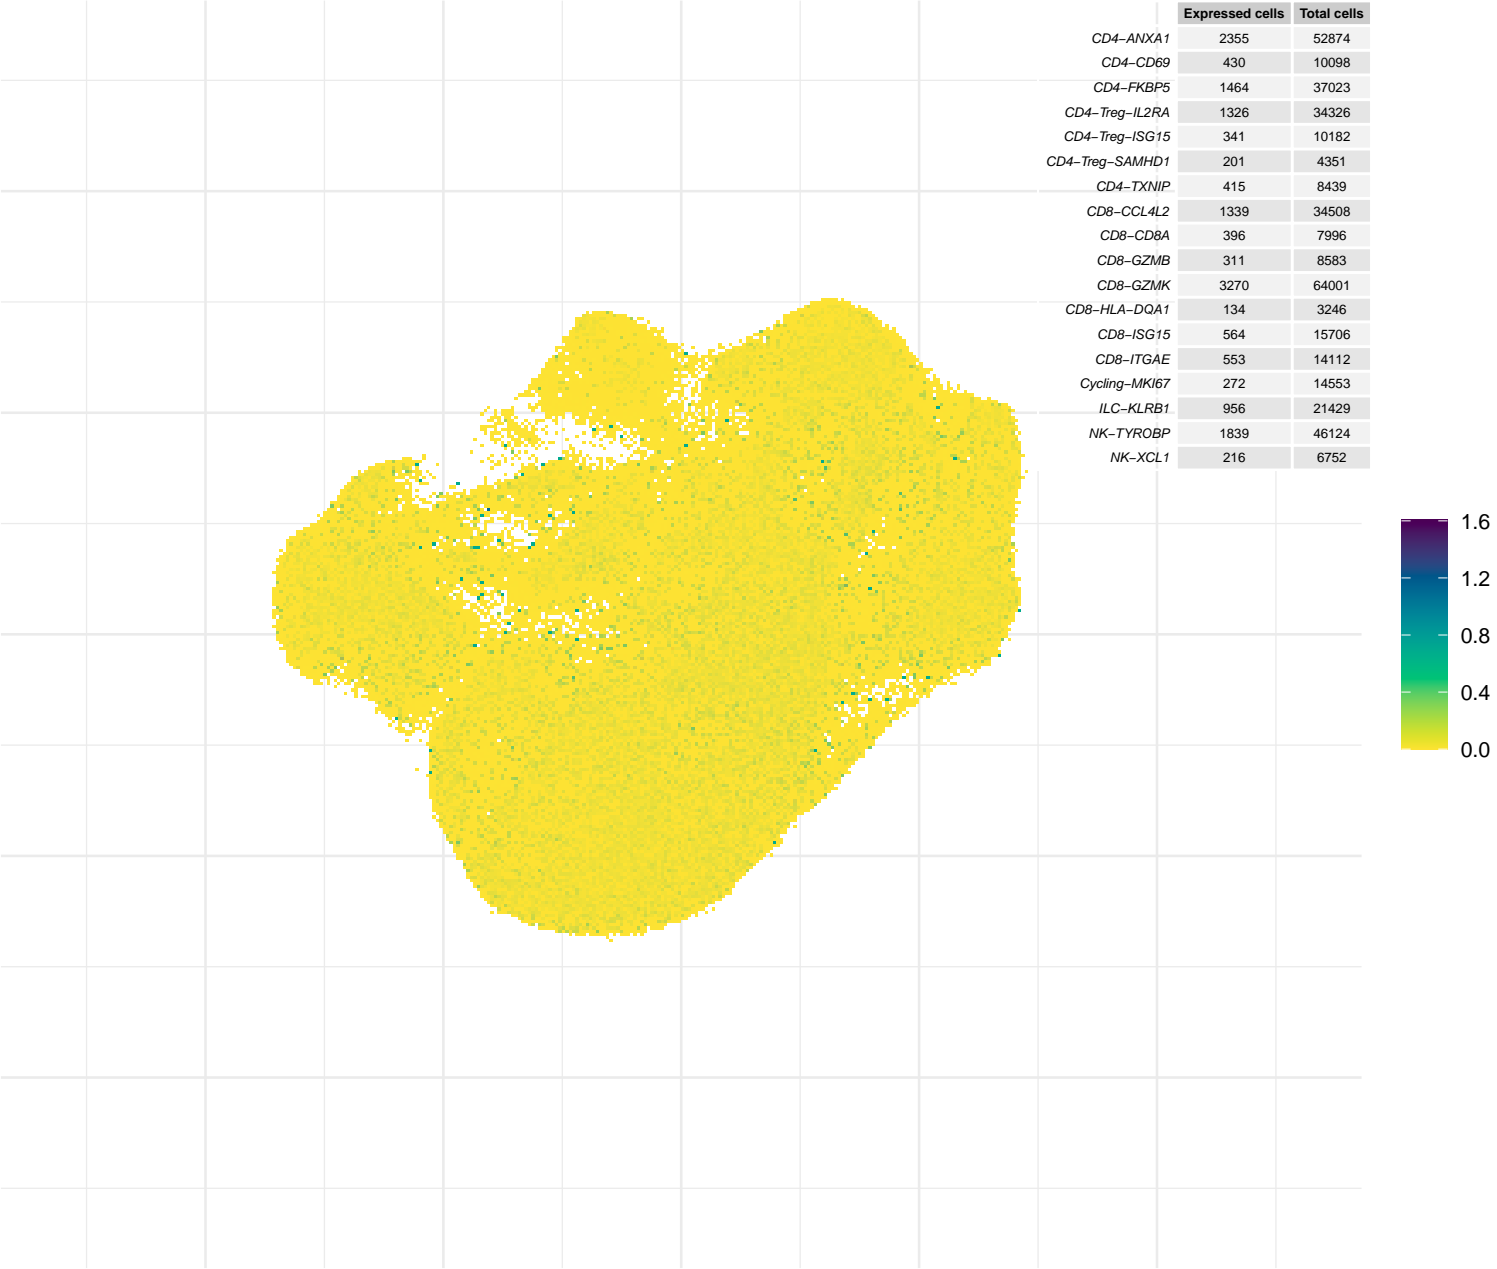 Expressed cells Total cells
CD4−ANXA1 2355 52874
CD4−CD69 430 10098
CD4−FKBP5 1464 37023
CD4−Treg−IL2RA 1326 34326
CD4−Treg−ISG15 341 10182
CD4−Treg−SAMHD1 201 4351
CD4−TXNIP 415 8439
CD8−CCL4L2 1339 34508
CD8−CD8A 396 7996
CD8−GZMB 311 8583
CD8−GZMK 3270 64001
CD8−HLA−DQA1 134 3246
CD8−ISG15 564 15706
CD8−ITGAE 553 14112
Cycling−MKI67 272 14553
ILC−KLRB1 956 21429
NK−TYROBP 1839 46124
NK−XCL1 216 6752
1.6
1.2
0.8
0.4
0.0